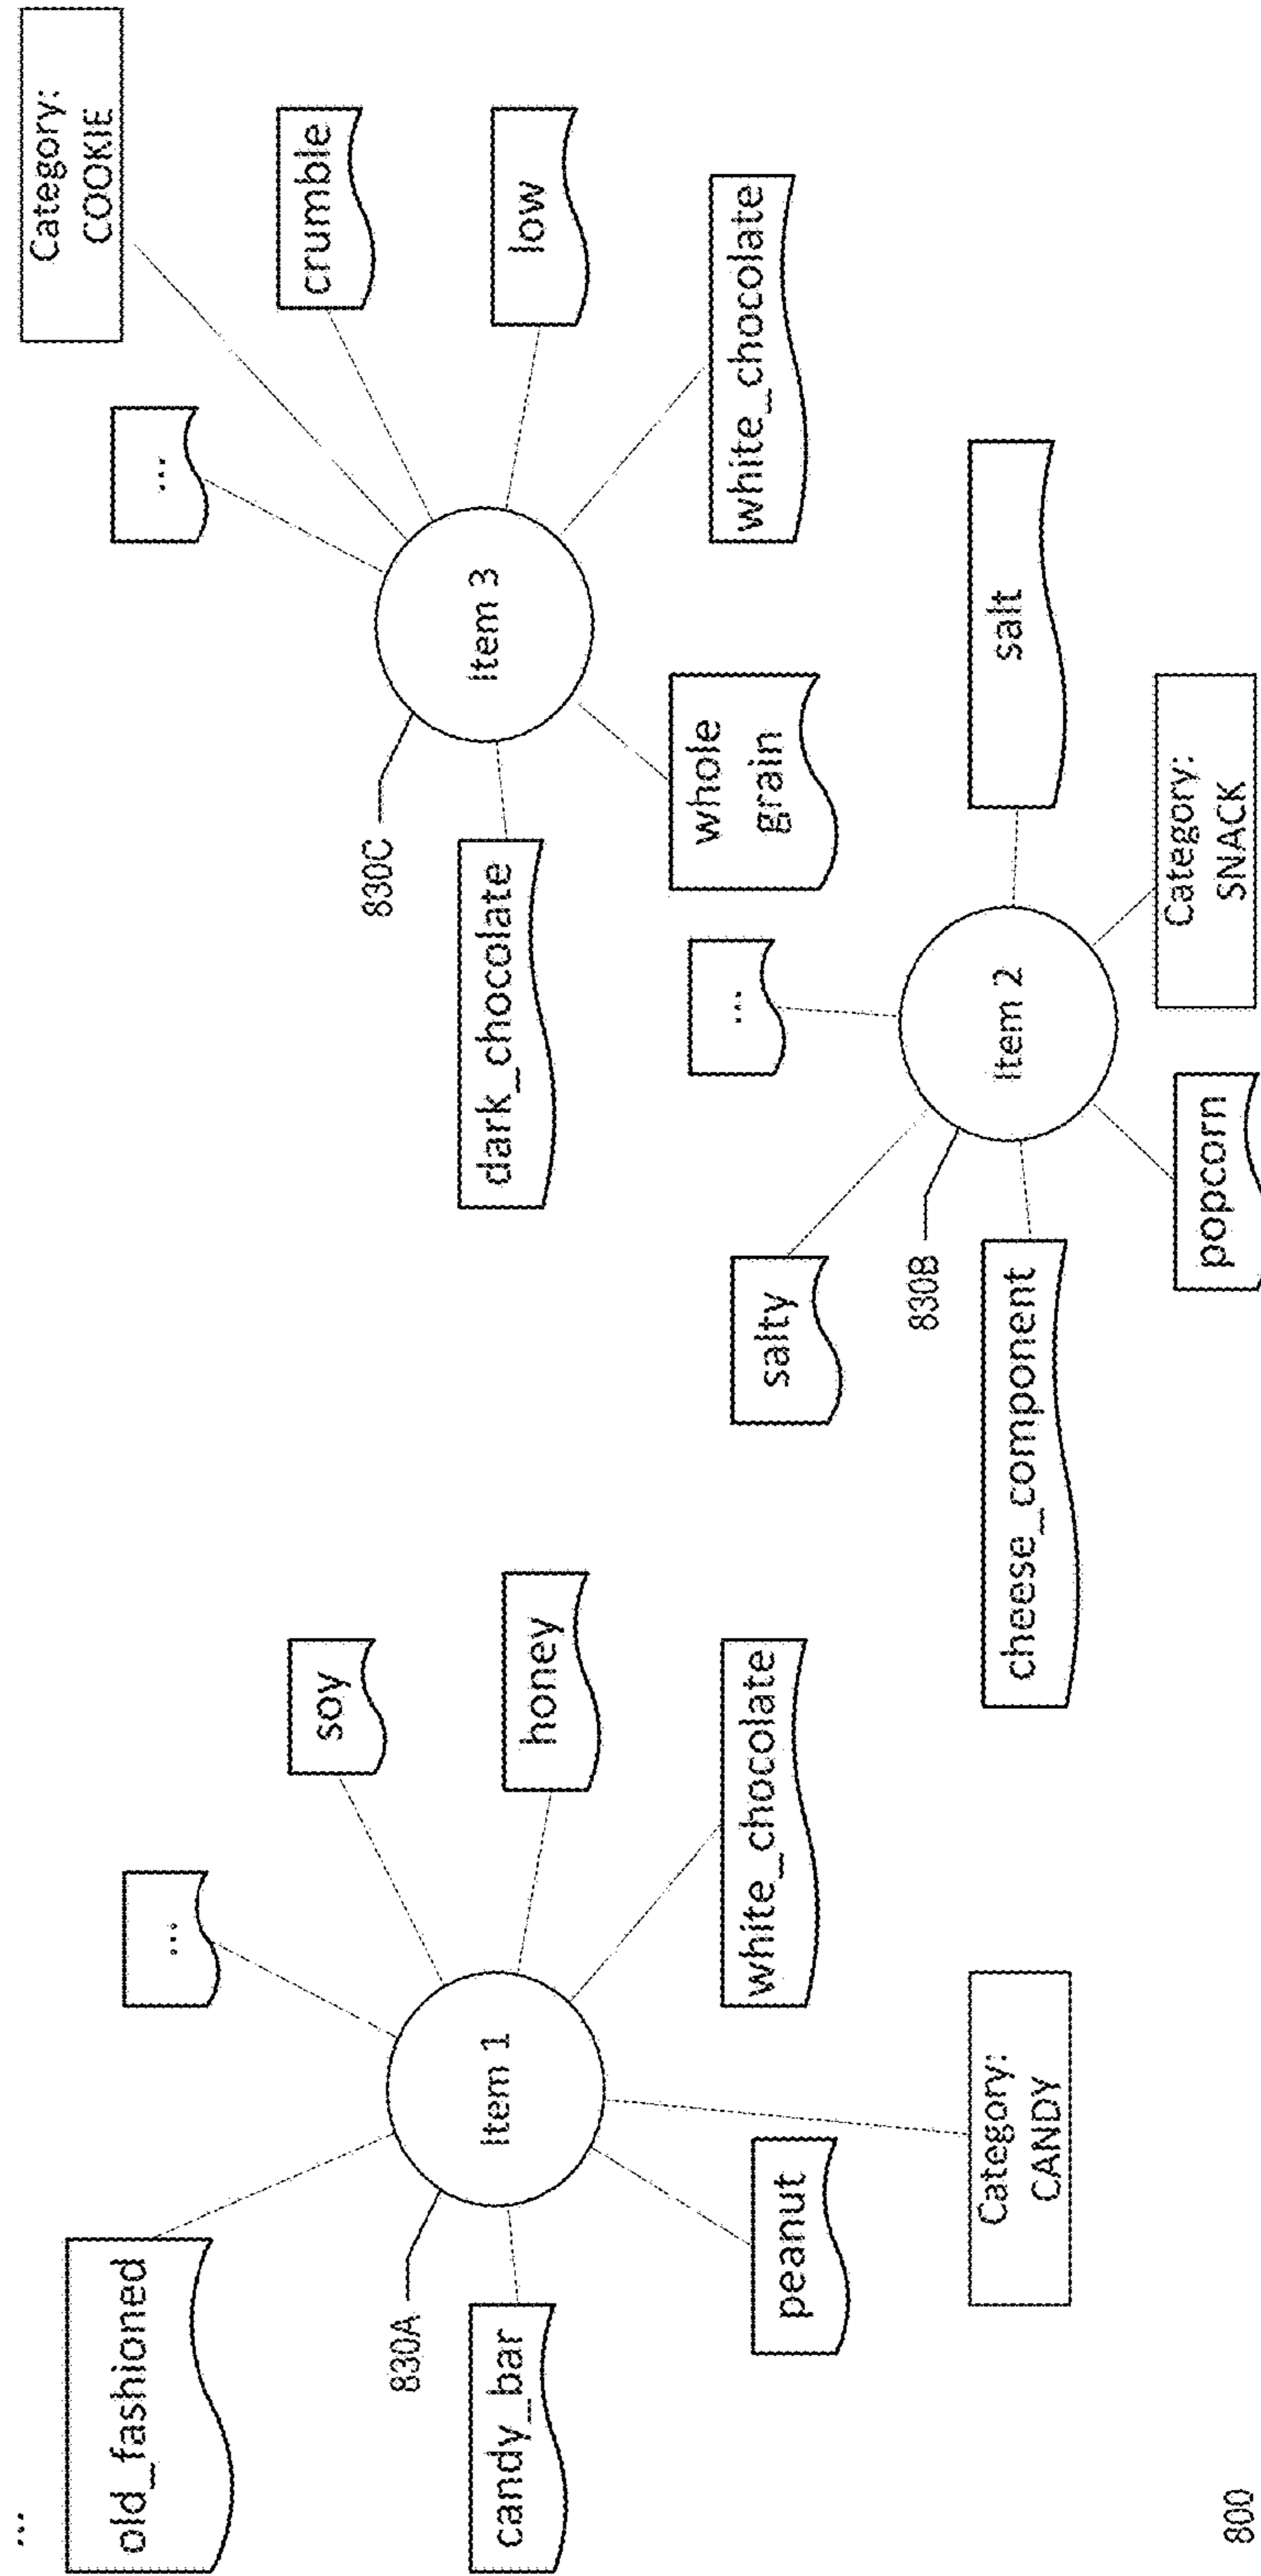 ...
old_fashioned
...
soy
honey
white_chocolate
Item 1
830A
candy_bar
peanut
Category:
CANDY
Category:
COOKIE
...
crumble
low
white_chocolate
Item 3
830C
dark_chocolate
whole
grain
...
salt
salty
Item 2
830B
cheese_component
popcorn
Category:
SNACK
800